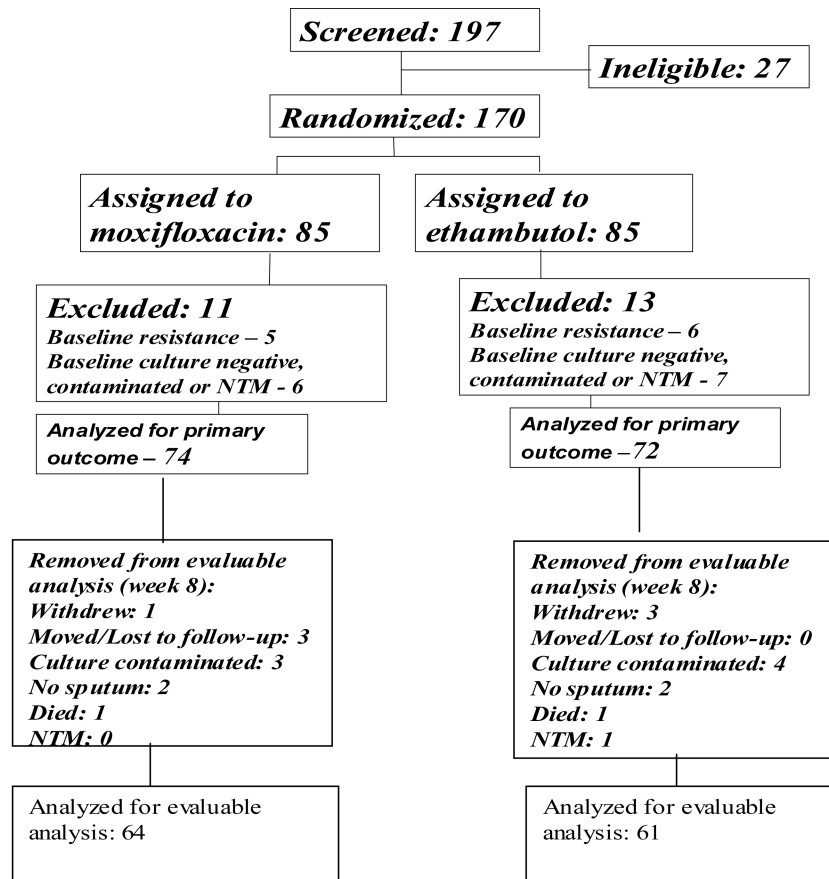 Screened: 197
Ineligible: 27
Randomized: 170
Assigned to
moxifloxacin: 85
Assigned to
ethambutol: 85
Excluded: 11
Baseline resistance – 5
Baseline culture negative,
contaminated or NTM - 6
Excluded: 13
Baseline resistance – 6
Baseline culture negative,
contaminated or NTM - 7
Analyzed for primary
outcome – 74
Analyzed for primary
outcome –72
Removed from evaluable
analysis (week 8):
Withdrew: 1
Moved/Lost to follow-up: 3
Culture contaminated: 3
No sputum: 2
Died: 1
NTM: 0
Removed from evaluable
analysis (week 8):
Withdrew: 3
Moved/Lost to follow-up: 0
Culture contaminated: 4
No sputum: 2
Died: 1
NTM: 1
Analyzed for evaluable
analysis: 64
Analyzed for evaluable
analysis: 61